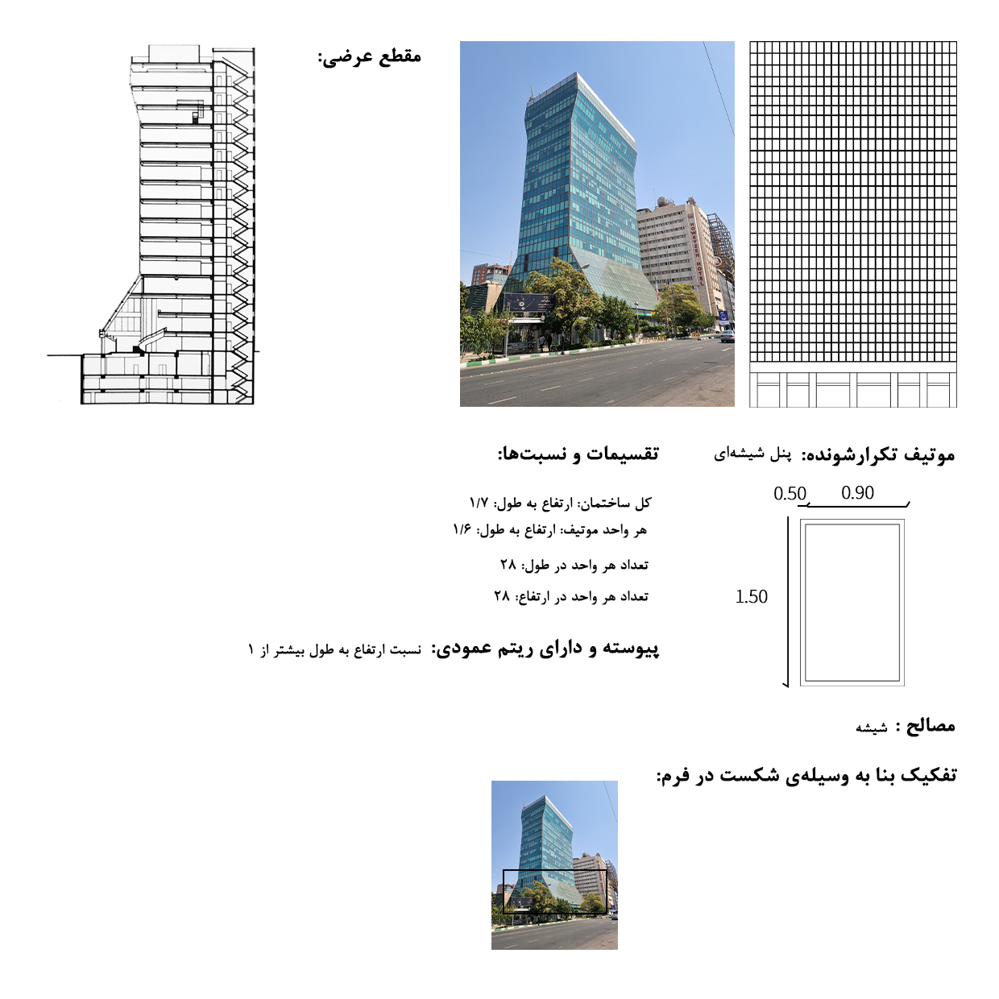 مقطع عرضی:
HOWEYZEH HOTEL
موتیف تکرارشونده: پنل شیشه‌ای
0.50
0.90
1.50
تقسیمات و نسبت‌ها:
کل ساختمان: ارتفاع به طول: ۱/۷
هر واحد موتیف: ارتفاع به طول: ۱/۶
تعداد هر واحد در طول: ۲۸
تعداد هر واحد در ارتفاع: ۲۸
پیوسته و دارای ریتم عمودی: نسبت ارتفاع به طول بیشتر از ۱
مصالح : شیشه
تفکیک بنا به وسیله‌ی شکست در فرم: